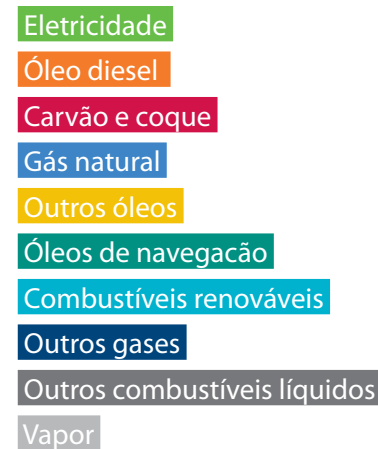 Eletricidade
Óleo diesel
Carvão e coque
Gás natural
Outros óleos
Óleos de navegacão
Combustíveis renováveis
Outros gases
Outros combustíveis líquidos
Vapor